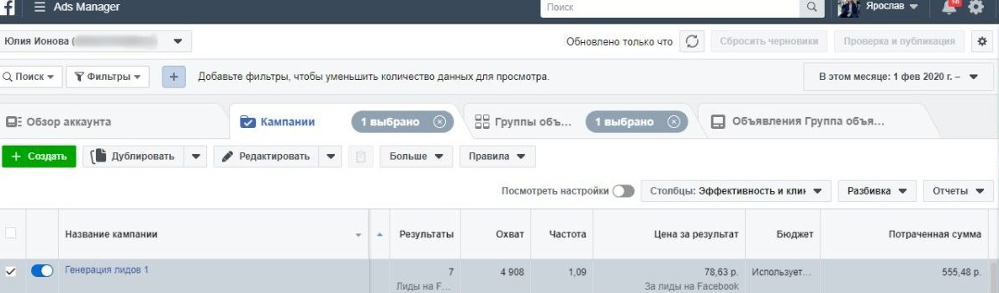 f Ads Manager Поиск Ярослав
Юлия Ионова ( Обновлено только что Сбросить черновики Проверка и публикация
Поиск Фильтры + Добавьте фильтры, чтобы уменьшить количество данных для просмотра. В этом месяце: 1 фев 2020 г. –
Обзор аккаунта Кампании 1 выбрано Группы объ... 1 выбрано Объявления Группа объя...
+ Создать Дублировать Редактировать Больше Правила
Посмотреть настройки Столбцы: Эффективность и клик Разбивка Отчеты
Название кампании Результаты Охват Частота Цена за результат Бюджет Потраченная сумма
Генерация лидов 1 7 4 908 1,09 78,63 р. Использует... 555,48 р.
Лиды на F... За лиды на Facebook